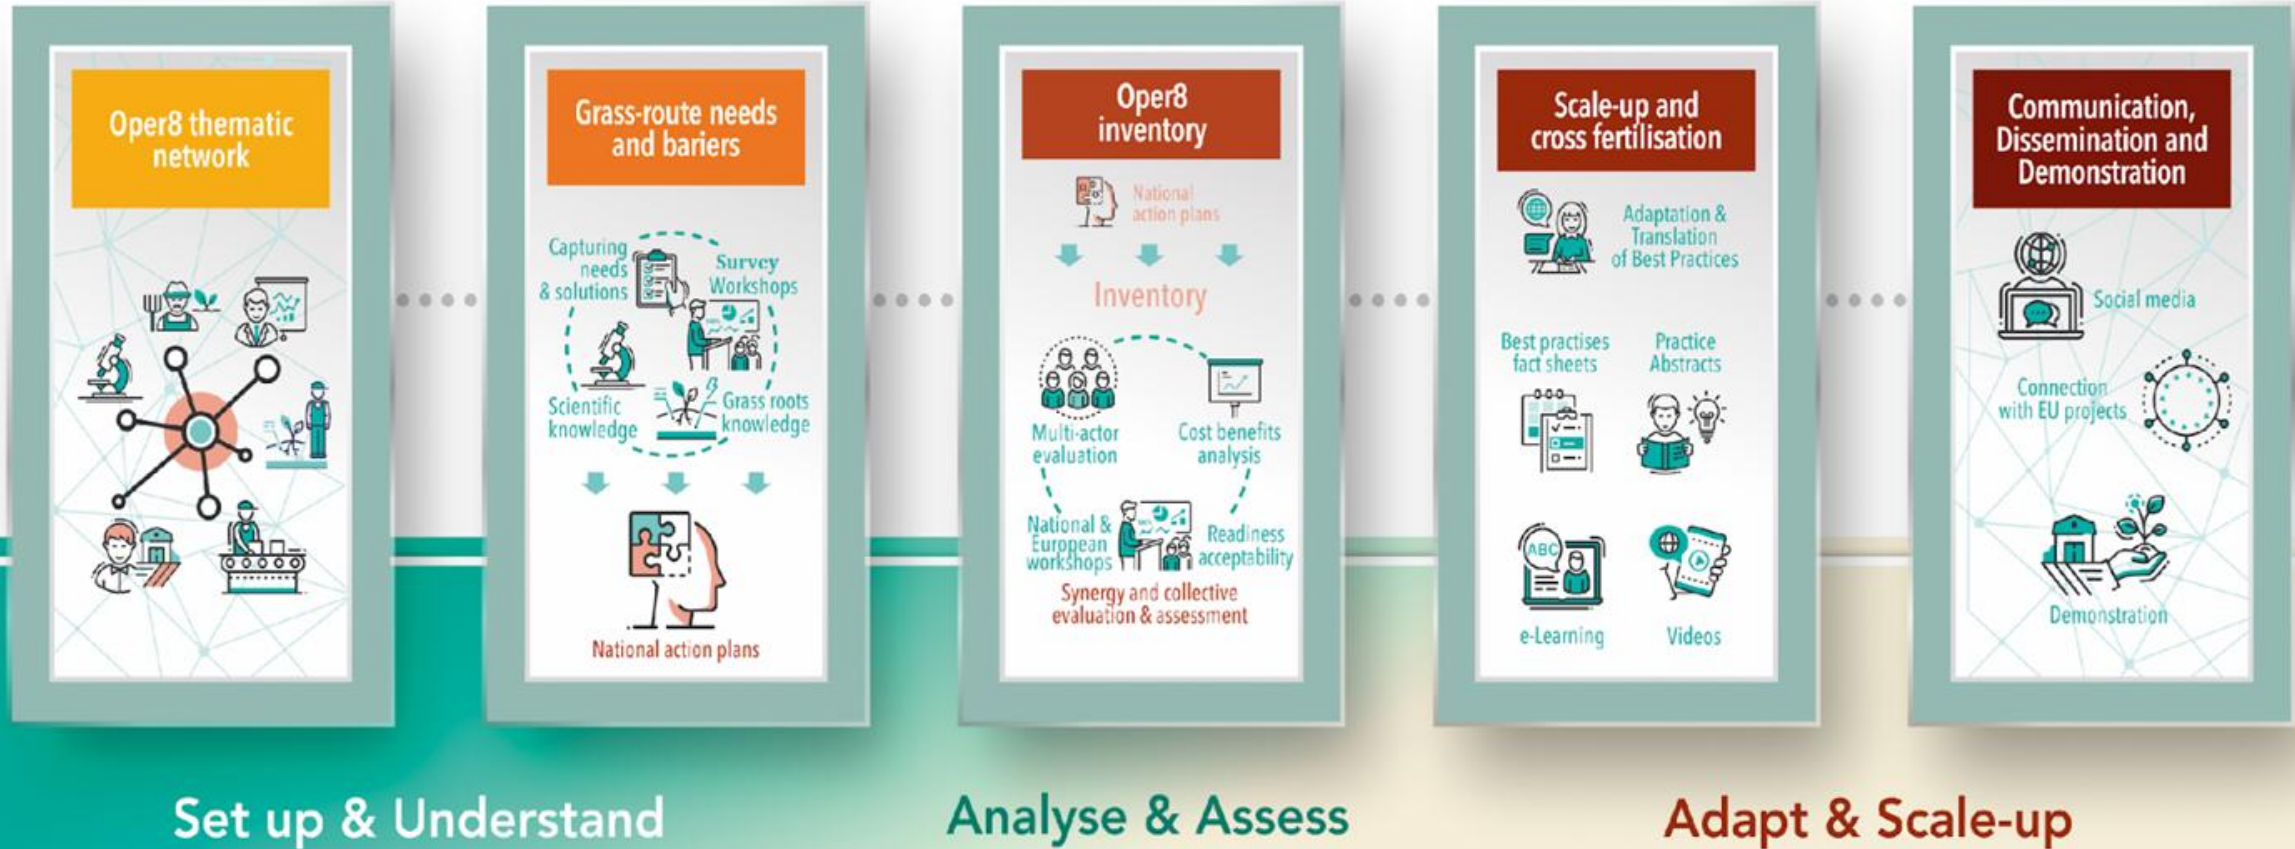 Oper8 thematic
network
Grass-route needs
and bariers
Capturing
needs
& solutions
Survey
Workshops
Scientific
knowledge
Grass roots
knowledge
National action plans
Oper8
inventory
National
action plans
Inventory
Multi-actor
evaluation
Cost benefits
analysis
National &
European
workshops
Readiness
acceptability
Synergy and collective
evaluation & assessment
Scale-up and
cross fertilisation
Adaptation &
Translation
of Best Practices
Best practises
fact sheets
Practice
Abstracts
ABC
e-Learning
Videos
Communication,
Dissemination and
Demonstration
Social media
Connection
with EU projects
Demonstration
Set up & Understand
Analyse & Assess
Adapt & Scale-up